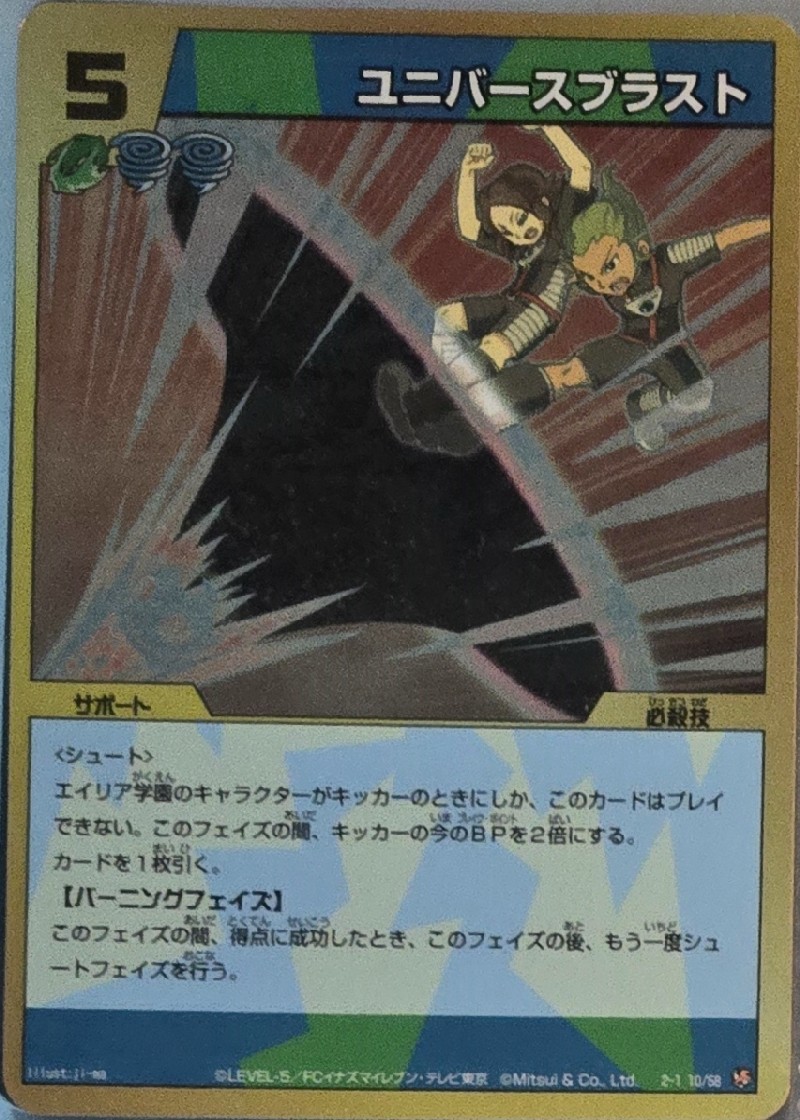 5
ユニバースブラスト
サポート
必殺技
<シュート>
エイリア学園のキャラクターがキッカーのときにしか、このカードはプレイ
できない。このフェイズの間、キッカーの今のBPを2倍にする。
カードを1枚引く。
【バーニングフェイズ】
このフェイズの間、得点に成功したとき、このフェイズの後、もう一度シュ
ートフェイズを行う。
©LEVEL-5/FCイナズマイレブン・テレビ東京 ©Mitsui & Co., Ltd. 2-1 10/68